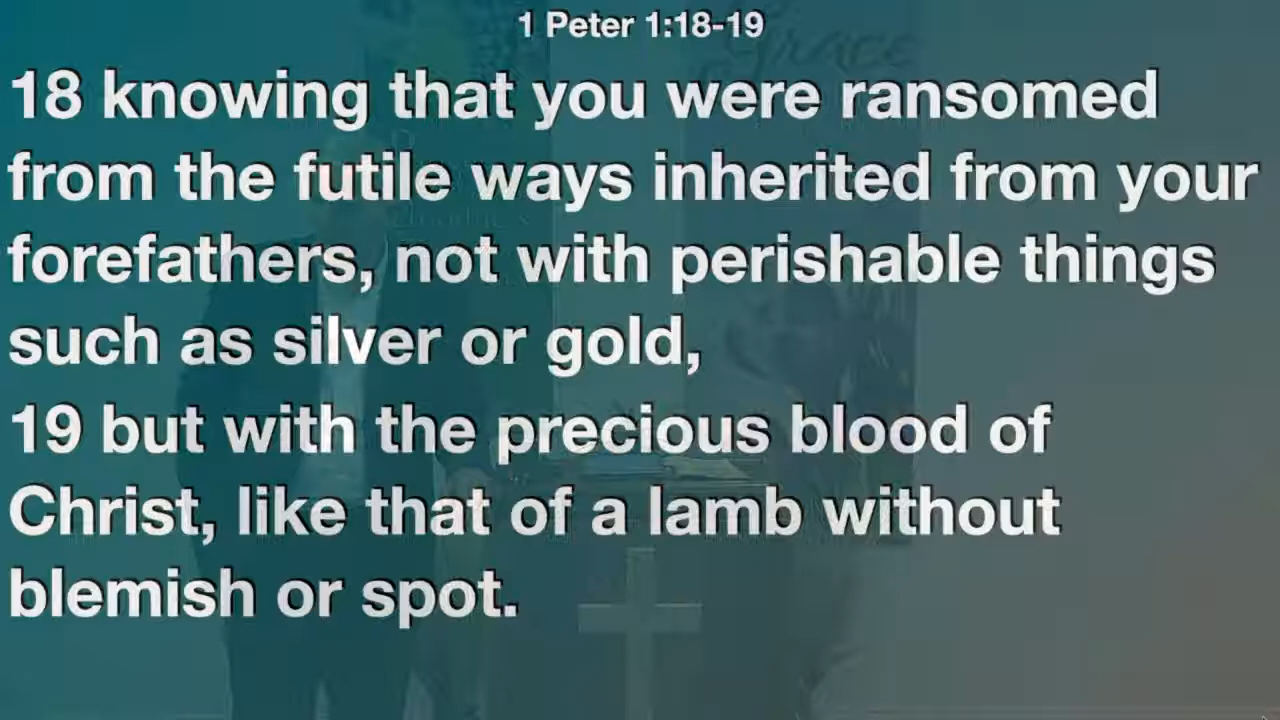 1 Peter 1:18-19
grace
18 knowing that you were ransomed
from the futile ways inherited from your
forefathers, not with perishable things
such as silver or gold,
19 but with the precious blood of
Christ, like that of a lamb without
blemish or spot.